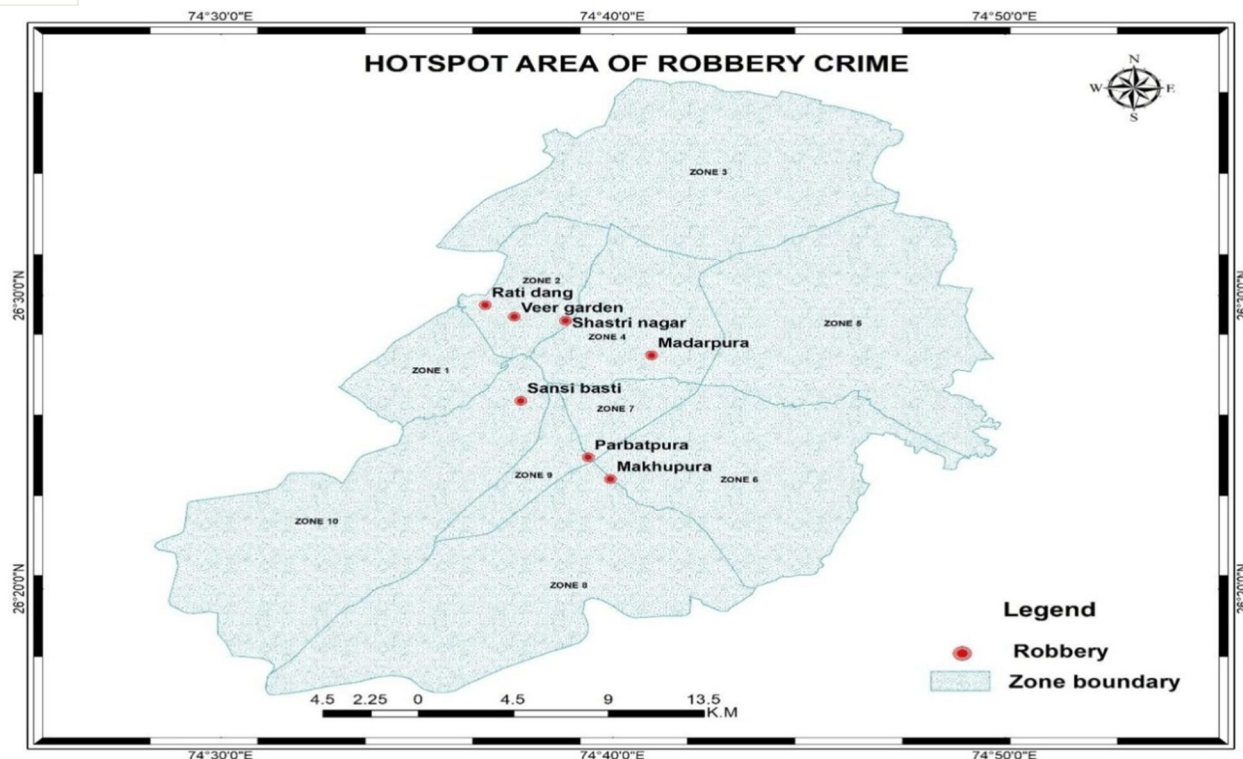 74°30'0"E 74°40'0"E 74°50'0"E
HOTSPOT AREA OF ROBBERY CRIME
N
W E
S
ZONE 3
26°30'0"N 26°30'0"N
ZONE 2
Rati dang
Veer garden
Shastri nagar
ZONE 5
ZONE 4
Madarpura
ZONE 1
Sansi basti
ZONE 7
Parbatpura
Makhupura
ZONE 9
ZONE 6
ZONE 10
26°20'0"N 26°20'0"N
ZONE 8
Legend
Robbery
Zone boundary
4.5 2.25 0 4.5 9 13.5
K.M
74°30'0"E 74°40'0"E 74°50'0"E